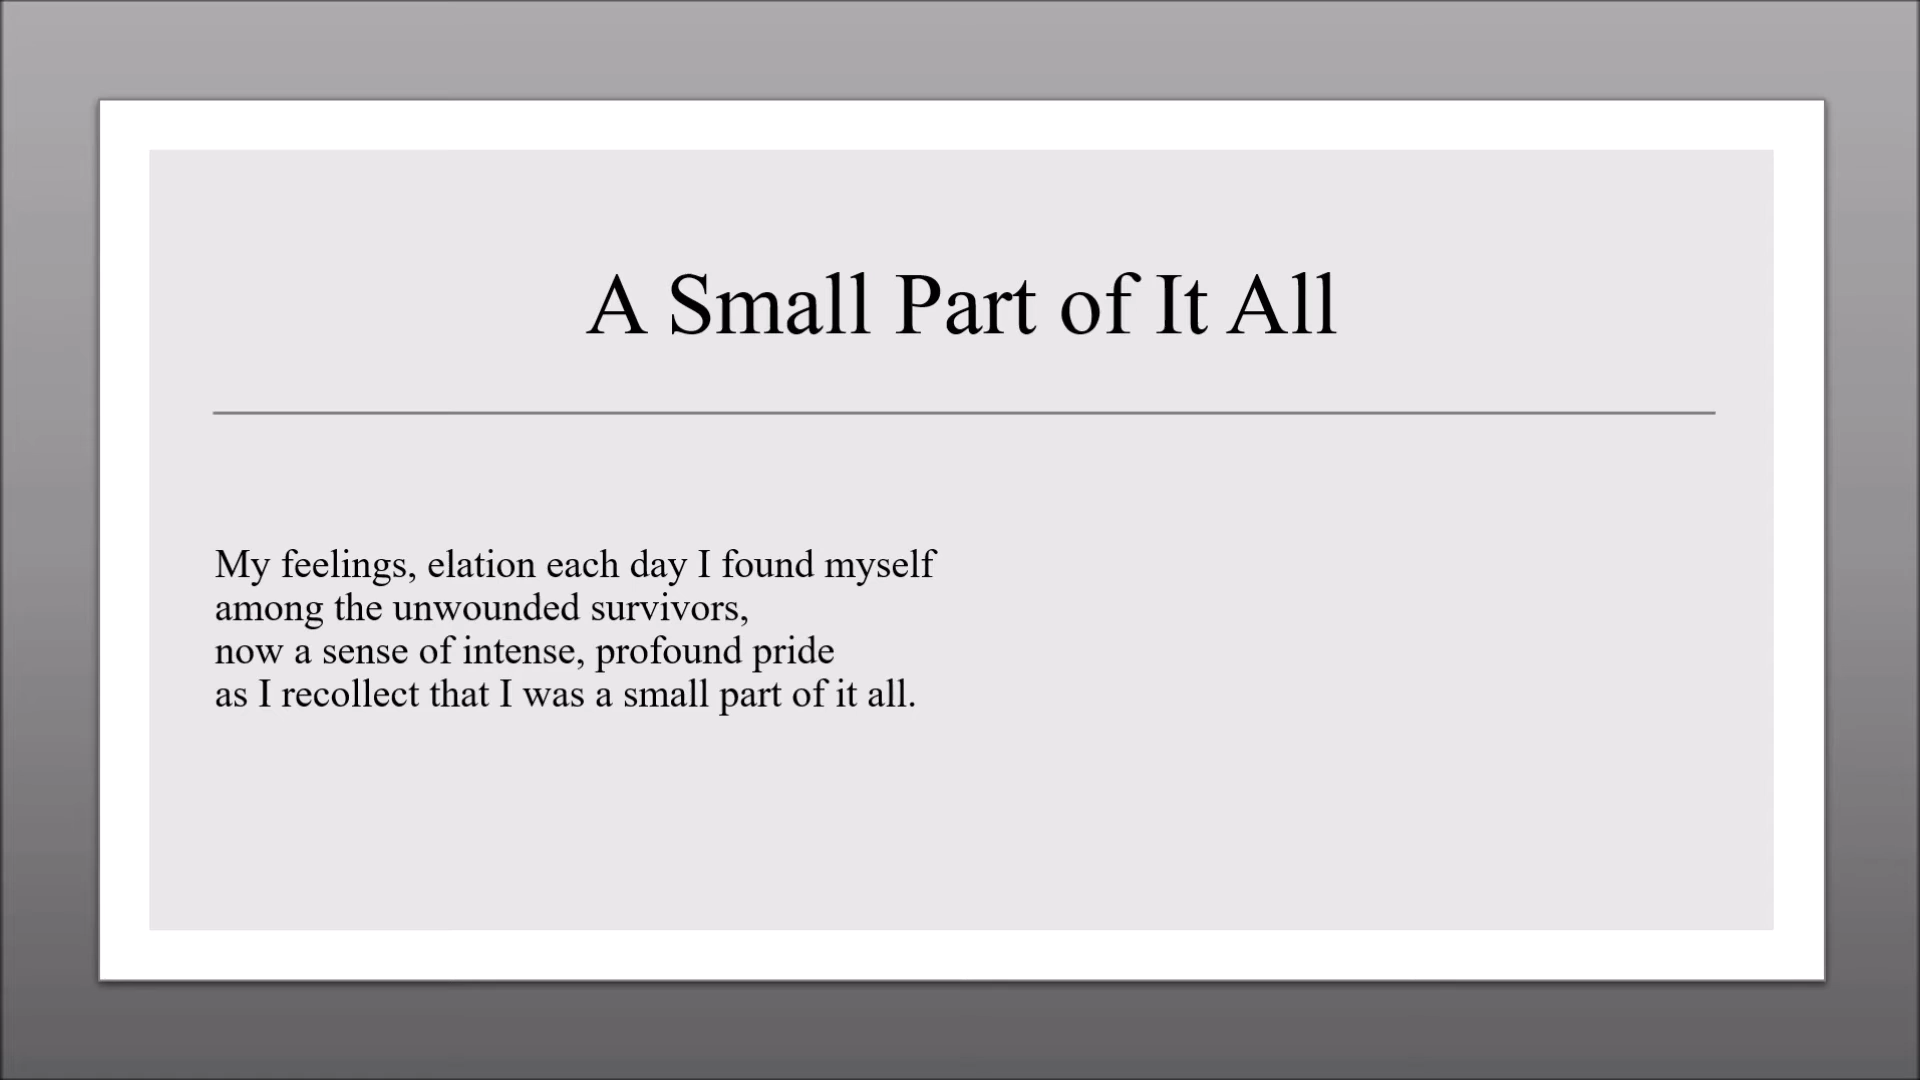 A Small Part of It All
My feelings, elation each day I found myself
among the unwounded survivors,
now a sense of intense, profound pride
as I recollect that I was a small part of it all.